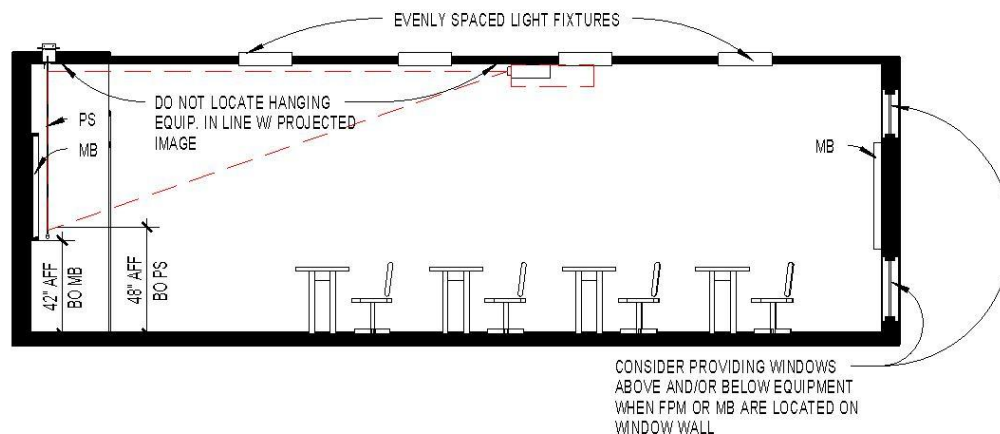 EVENLY SPACED LIGHT FIXTURES
DO NOT LOCATE HANGING
EQUIP. IN LINE W/ PROJECTED
IMAGE
PS
MB
MB
42" AFF
BO MB
48" AFF
BO PS
CONSIDER PROVIDING WINDOWS
ABOVE AND/OR BELOW EQUIPMENT
WHEN FPM OR MB ARE LOCATED ON
WINDOW WALL